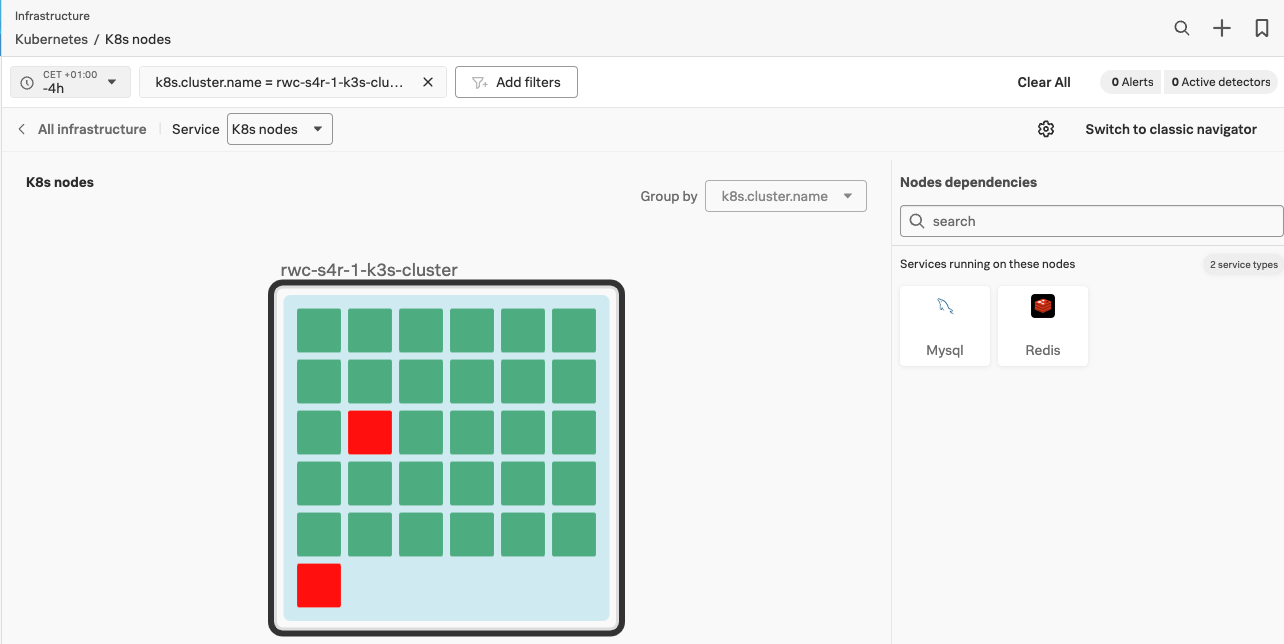 Infrastructure
Kubernetes / K8s nodes
CET +01:00
-4h
k8s.cluster.name = rwc-s4r-1-k3s-clu...
Add filters
Clear All
0 Alerts
0 Active detectors
All infrastructure
Service
K8s nodes
Switch to classic navigator
K8s nodes
Group by
k8s.cluster.name
rwc-s4r-1-k3s-cluster
Nodes dependencies
search
Services running on these nodes
2 service types
Mysql
Redis